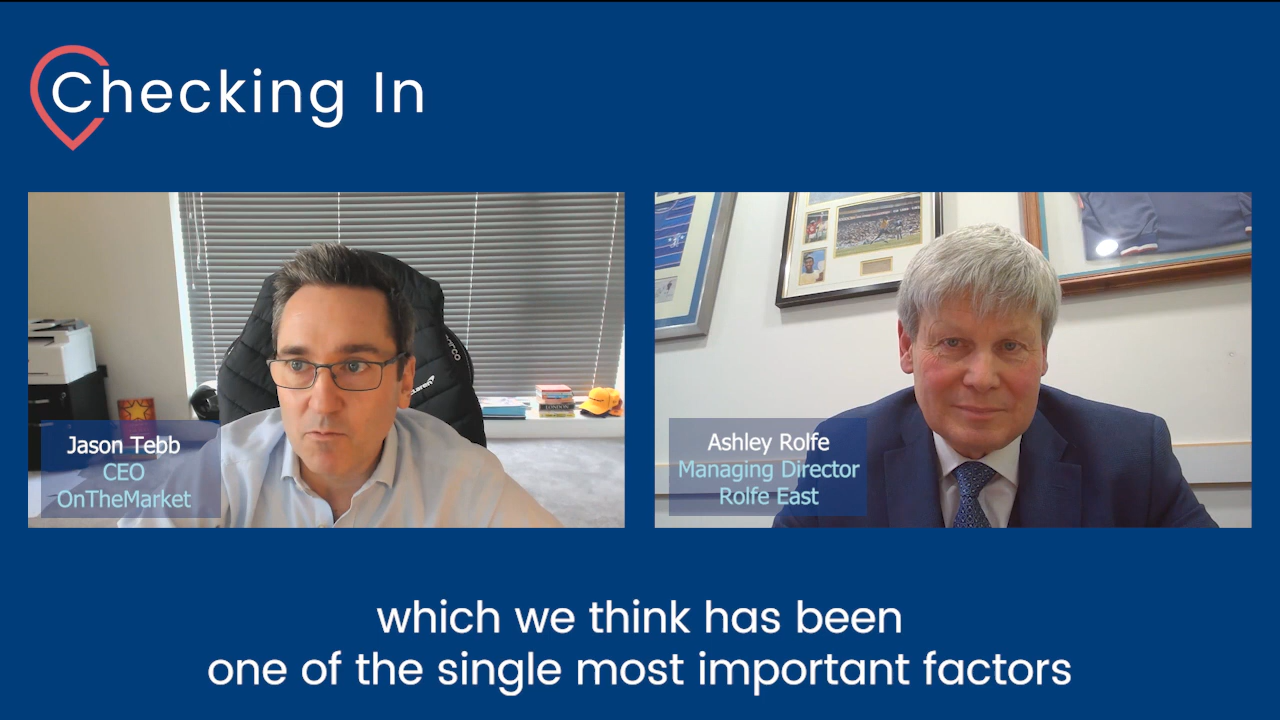 Checking In
Jason Tebb
CEO
OnTheMarket
Ashley Rolfe
Managing Director
Rolfe East
LONDON
which we think has been
one of the single most important factors